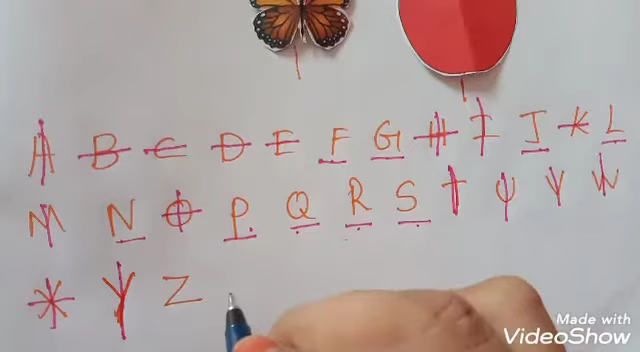 A B C D E F G H I J K L
M N O P Q R S T U V W
X Y Z
Made with
VideoShow